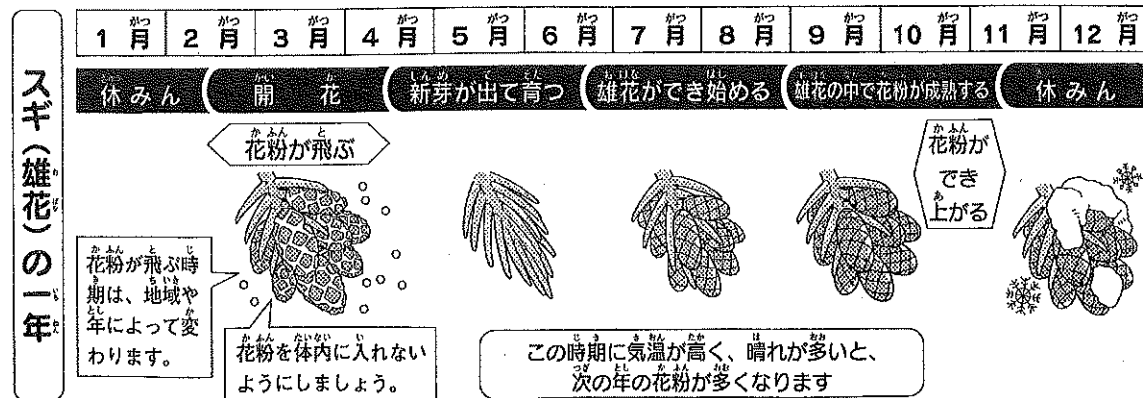 スギ（雄花）の一年
1月 2月 3月 4月 5月 6月 7月 8月 9月 10月 11月 12月
休みん 開花 新芽が出て育つ 雄花ができ始める 雄花の中で花粉が成熟する 休みん
花粉が飛ぶ
花粉が
でき
上がる
花粉が飛ぶ時
期は、地域や
年によって変
わります。
花粉を体内に入れない
ようにしましょう。
この時期に気温が高く、晴れが多いと、
次の年の花粉が多くなります